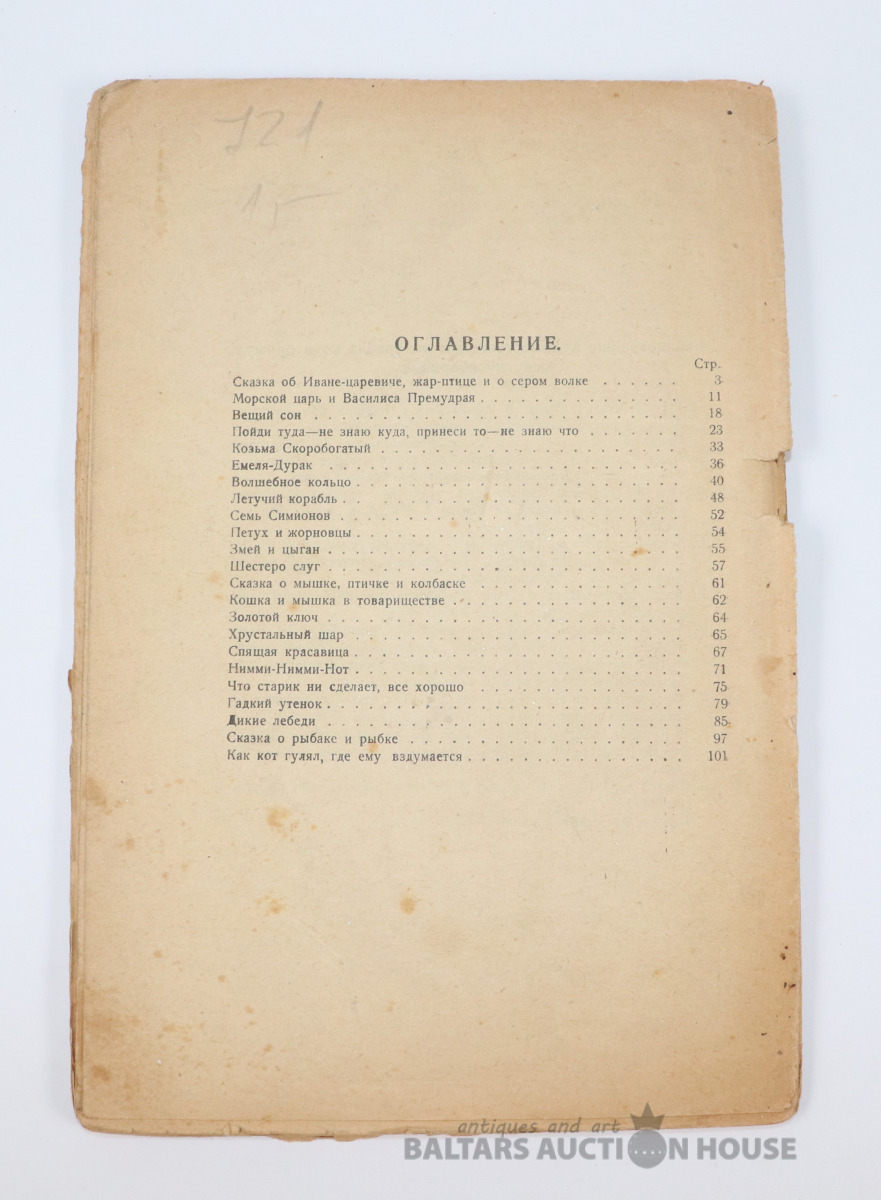 J21
1,-
ОГЛАВЛЕНИЕ.
Стр.
Сказка об Иване-царевиче, жар-птице и о сером волке . . . . . . 3
Морской царь и Василиса Премудрая . . . . . . . . . . . . . . . 11
Вещий сон . . . . . . . . . . . . . . . . . . . . . . . . . . 18
Пойди туда—не знаю куда, принеси то—не знаю что . . . . . . . 23
Козьма Скоробогатый . . . . . . . . . . . . . . . . . . . . . 33
Емеля-Дурак . . . . . . . . . . . . . . . . . . . . . . . . . 36
Волшебное кольцо . . . . . . . . . . . . . . . . . . . . . . . 40
Летучий корабль . . . . . . . . . . . . . . . . . . . . . . . 48
Семь Симионов . . . . . . . . . . . . . . . . . . . . . . . . 52
Петух и жорновцы . . . . . . . . . . . . . . . . . . . . . . . 54
Змей и цыган . . . . . . . . . . . . . . . . . . . . . . . . . 55
Шестеро слуг . . . . . . . . . . . . . . . . . . . . . . . . . 57
Сказка о мышке, птичке и колбаске . . . . . . . . . . . . . . 61
Кошка и мышка в товариществе . . . . . . . . . . . . . . . . . 62
Золотой ключ . . . . . . . . . . . . . . . . . . . . . . . . . 64
Хрустальный шар . . . . . . . . . . . . . . . . . . . . . . . 65
Спящая красавица . . . . . . . . . . . . . . . . . . . . . . . 67
Нимми-Нимми-Нот . . . . . . . . . . . . . . . . . . . . . . . 71
Что старик ни сделает, все хорошо . . . . . . . . . . . . . . 75
Гадкий утенок . . . . . . . . . . . . . . . . . . . . . . . . 79
Дикие лебеди . . . . . . . . . . . . . . . . . . . . . . . . . 85
Сказка о рыбаке и рыбке . . . . . . . . . . . . . . . . . . . 97
Как кот гулял, где ему вздумается . . . . . . . . . . . . . . . 101
antiques and art
BALTARS AUCTION HOUSE